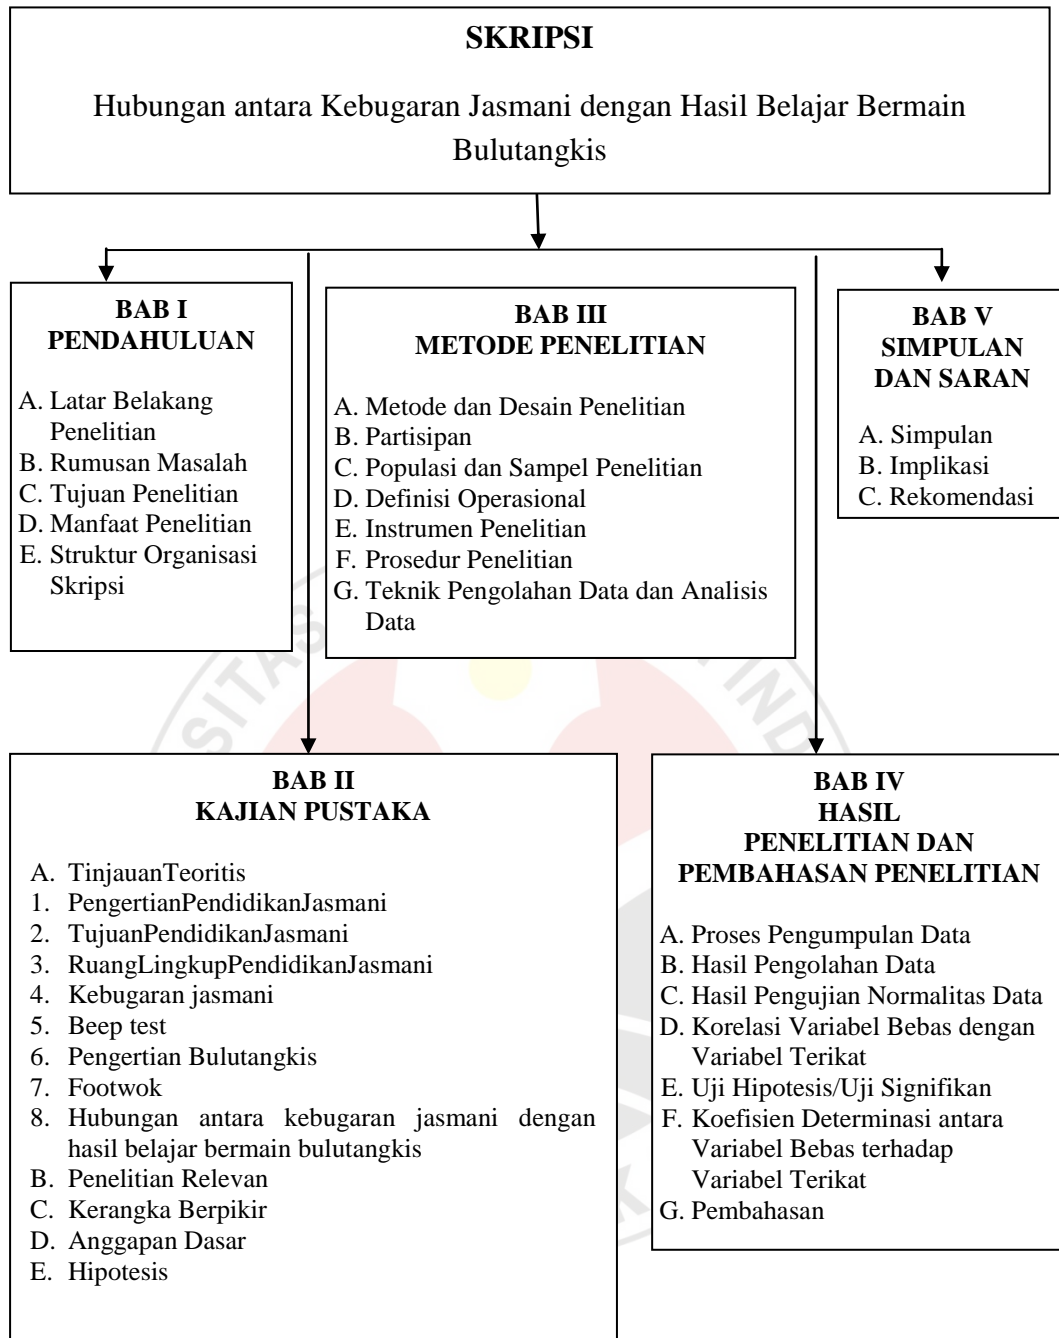 SKRIPSI
Hubungan antara Kebugaran Jasmani dengan Hasil Belajar Bermain
Bulutangkis
BAB I
PENDAHULUAN
A. Latar Belakang
Penelitian
B. Rumusan Masalah
C. Tujuan Penelitian
D. Manfaat Penelitian
E. Struktur Organisasi
Skripsi
BAB III
METODE PENELITIAN
A. Metode dan Desain Penelitian
B. Partisipan
C. Populasi dan Sampel Penelitian
D. Definisi Operasional
E. Instrumen Penelitian
F. Prosedur Penelitian
G. Teknik Pengolahan Data dan Analisis
Data
BAB V
SIMPULAN
DAN SARAN
A. Simpulan
B. Implikasi
C. Rekomendasi
BAB II
KAJIAN PUSTAKA
A. TinjauanTeoritis
1. PengertianPendidikanJasmani
2. TujuanPendidikanJasmani
3. RuangLingkupPendidikanJasmani
4. Kebugaran jasmani
5. Beep test
6. Pengertian Bulutangkis
7. Footwok
8. Hubungan antara kebugaran jasmani dengan
hasil belajar bermain bulutangkis
B. Penelitian Relevan
C. Kerangka Berpikir
D. Anggapan Dasar
E. Hipotesis
BAB IV
HASIL
PENELITIAN DAN
PEMBAHASAN PENELITIAN
A. Proses Pengumpulan Data
B. Hasil Pengolahan Data
C. Hasil Pengujian Normalitas Data
D. Korelasi Variabel Bebas dengan
Variabel Terikat
E. Uji Hipotesis/Uji Signifikan
F. Koefisien Determinasi antara
Variabel Bebas terhadap
Variabel Terikat
G. Pembahasan